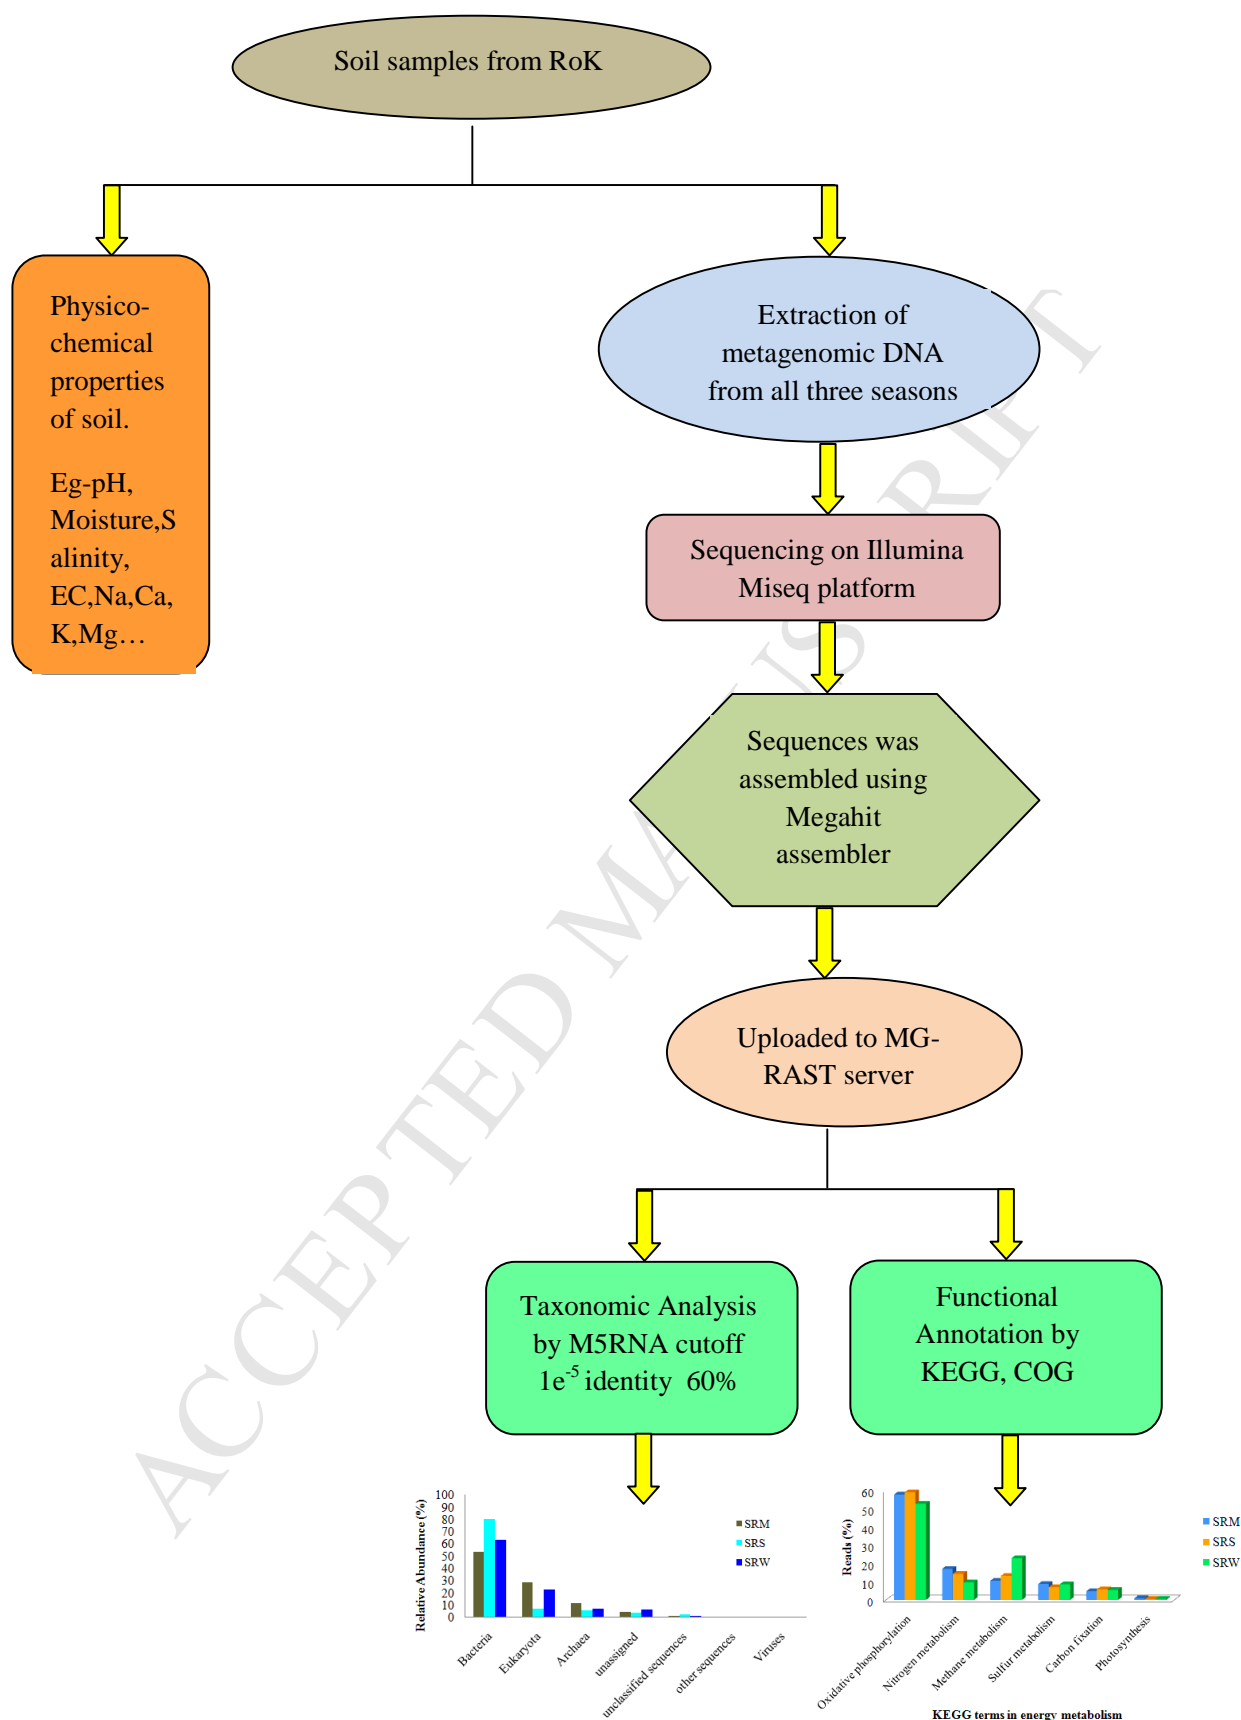 Soil samples from RoK
Physico-
chemical
properties
of soil.
Eg-pH,
Moisture,S
alinity,
EC,Na,Ca,
K,Mg…
Extraction of
metagenomic DNA
from all three seasons
Sequencing on Illumina
Miseq platform
Sequences was
assembled using
Megahit
assembler
Uploaded to MG-
RAST server
Taxonomic Analysis
by M5RNA cutoff
1e-5 identity 60%
Functional
Annotation by
KEGG, COG
Relative Abundance (%)
100
90
80
70
60
50
40
30
20
10
0
Bacteria
Eukaryota
Archaea
unassigned
unclassified sequences
other sequences
Viruses
SRM
SRS
SRW
Reads (%)
60
50
40
30
20
10
0
Oxidative phosphorylation
Nitrogen metabolism
Methane metabolism
Sulfur metabolism
Carbon fixation
Photosynthesis
SRM
SRS
SRW
KEGG terms in energy metabolism
ACCEPTED MANUSCRIPT